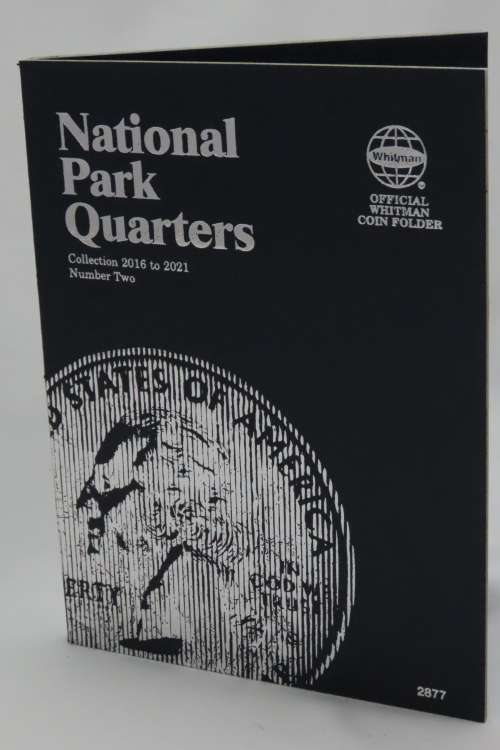 National
Park
Quarters
Collection 2016 to 2021
Number Two
Whitman
OFFICIAL
WHITMAN
COIN FOLDER
D STATES OF AMERICA
ERTY
IN
GOD WE
TRUST
2877